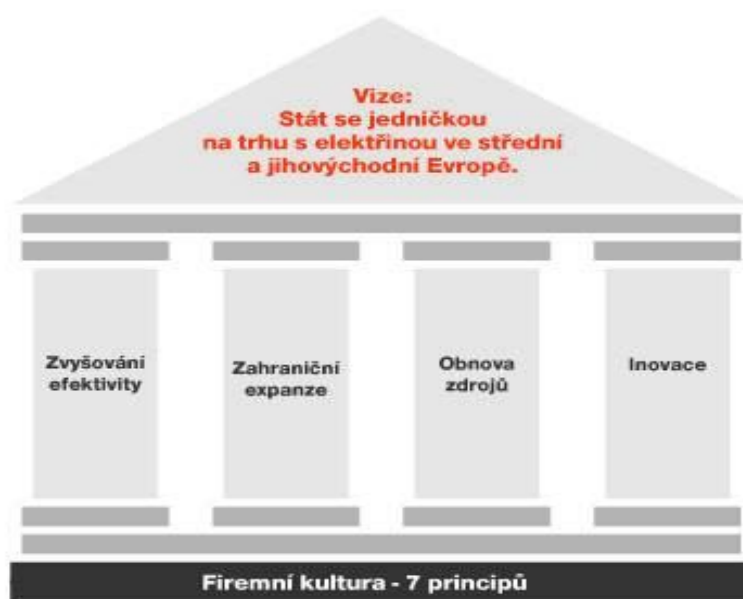 Vize:
Stát se jedničkou
na trhu s elektřinou ve střední
a jihovýchodní Evropě.
Zvyšování
efektivity
Zahraniční
expanze
Obnova
zdrojů
Inovace
Firemní kultura - 7 principů